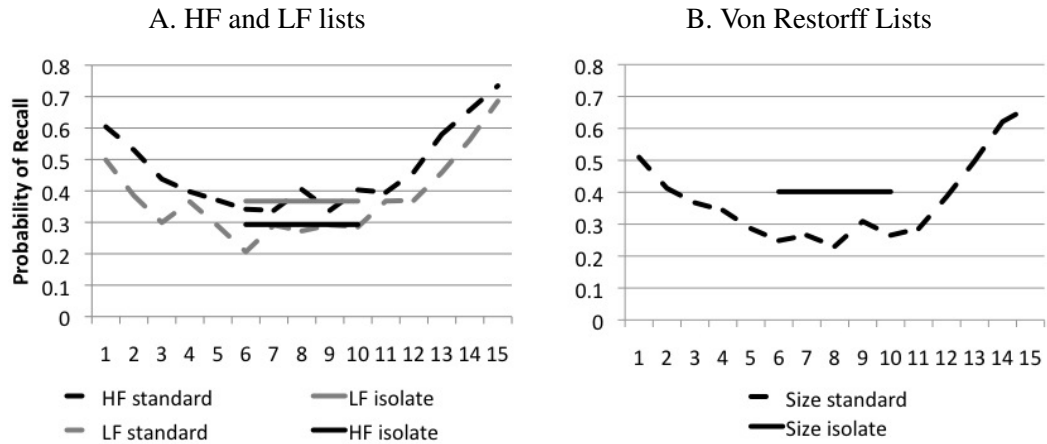 A. HF and LF lists
Probability of Recall
0.8
0.7
0.6
0.5
0.4
0.3
0.2
0.1
0
1 2 3 4 5 6 7 8 9 10 11 12 13 14 15
HF standard
LF isolate
LF standard
HF isolate
B. Von Restorff Lists
0.8
0.7
0.6
0.5
0.4
0.3
0.2
0.1
0
1 2 3 4 5 6 7 8 9 10 11 12 13 14 15
Size standard
Size isolate